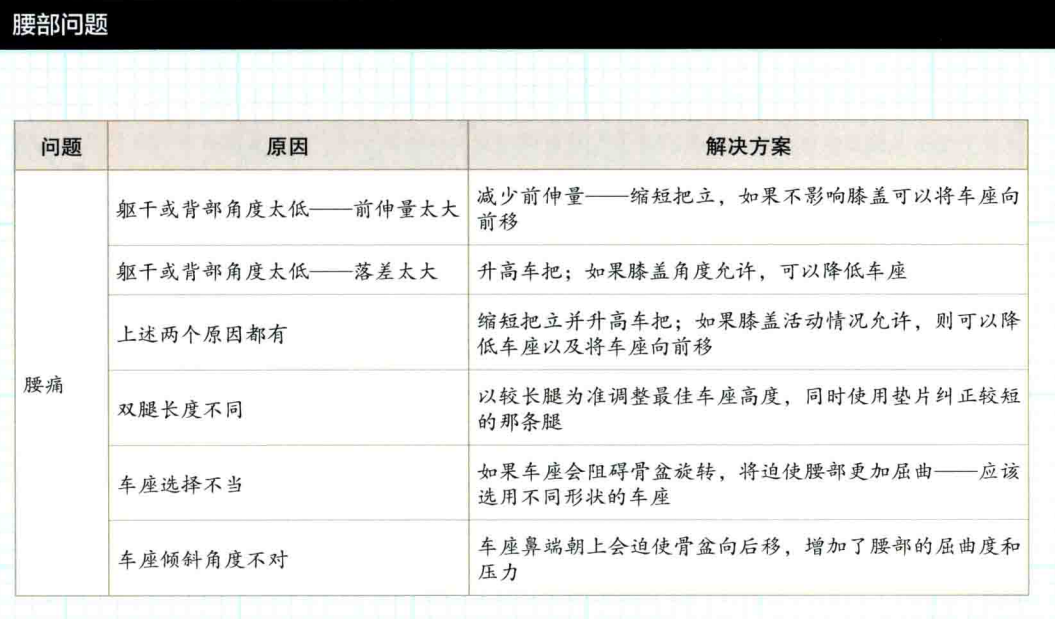 腰部问题
问题 原因 解决方案
腰痛
躯干或背部角度太低——前伸量太大
减少前伸量——缩短把立，如果不影响膝盖可以将车座向
前移
躯干或背部角度太低——落差太大
升高车把；如果膝盖角度允许，可以降低车座
上述两个原因都有
缩短把立并升高车把；如果膝盖活动情况允许，则可以降
低车座以及将车座向前移
双腿长度不同
以较长腿为准调整最佳车座高度，同时使用垫片纠正较短
的那条腿
车座选择不当
如果车座会阻碍骨盆旋转，将迫使腰部更加屈曲——应该
选用不同形状的车座
车座倾斜角度不对
车座鼻端朝上会迫使骨盆向后移，增加了腰部的屈曲度和
压力